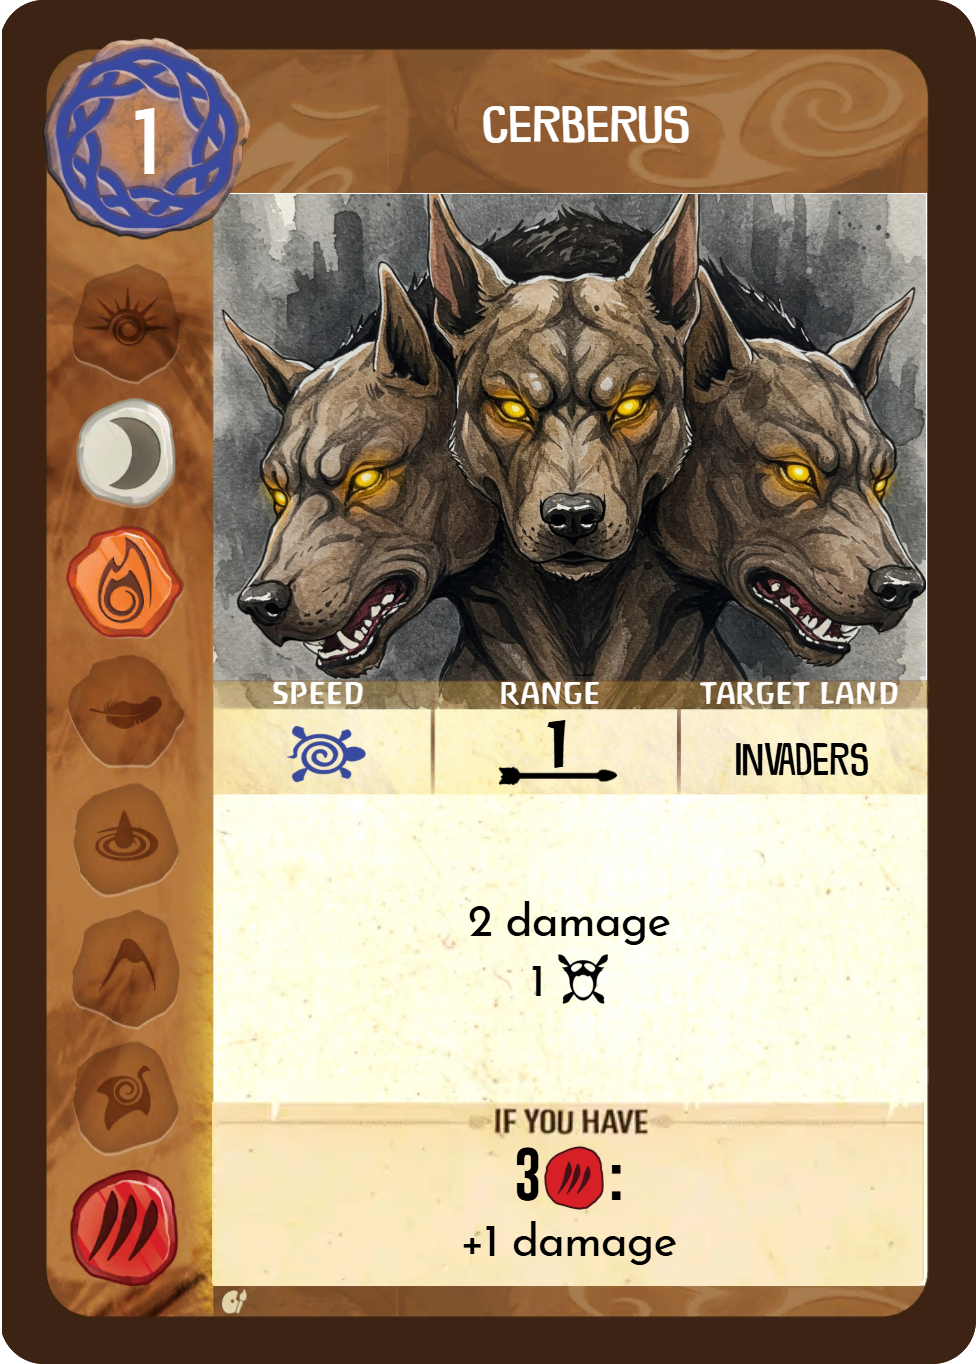 1
CERBERUS
SPEED RANGE TARGET LAND
1 INVADERS
2 damage
1
IF YOU HAVE
3 :
+1 damage